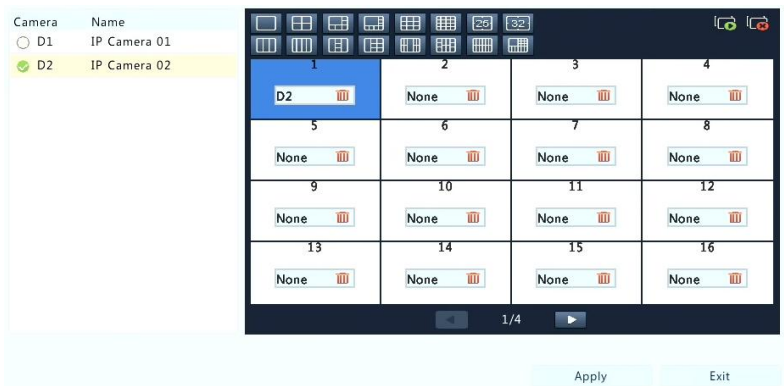 Camera Name
D1 IP Camera 01
D2 IP Camera 02
25 32
1 2 3 4
D2 None None None
5 6 7 8
None None None None
9 10 11 12
None None None None
13 14 15 16
None None None None
1/4
Apply Exit